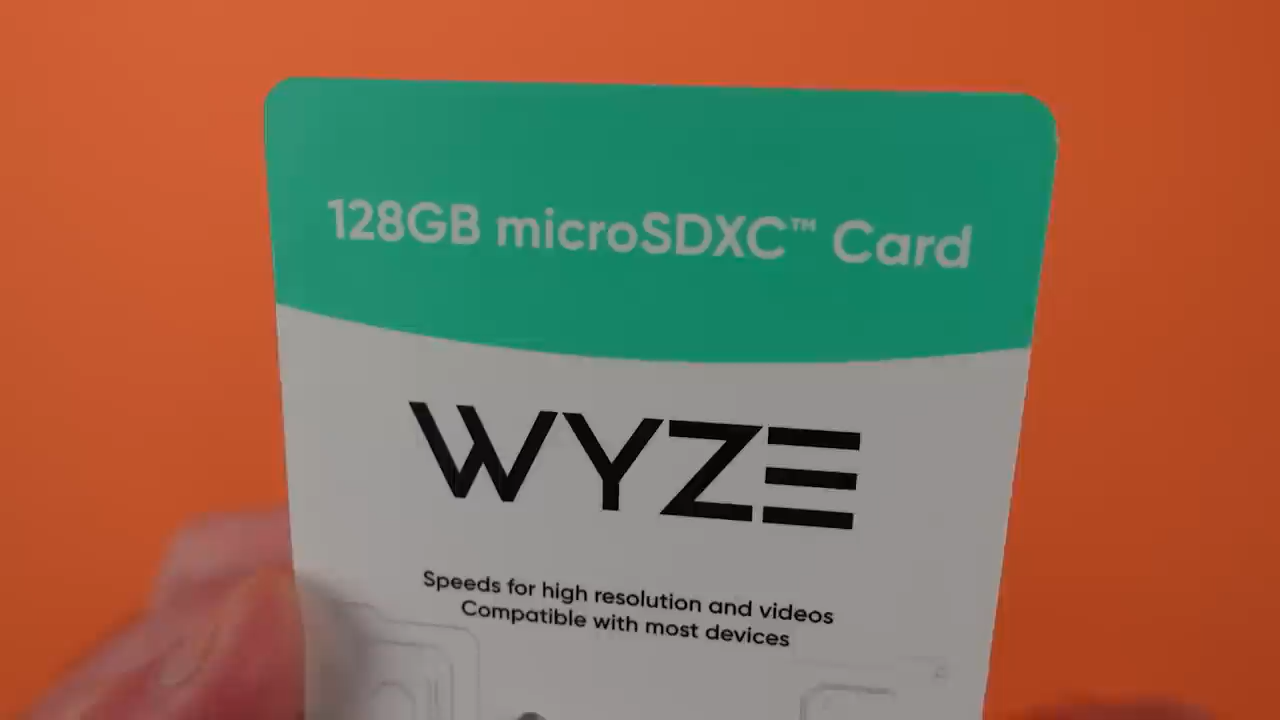 128GB microSDXC™ Card
WYZE
Speeds for high resolution and videos
Compatible with most devices